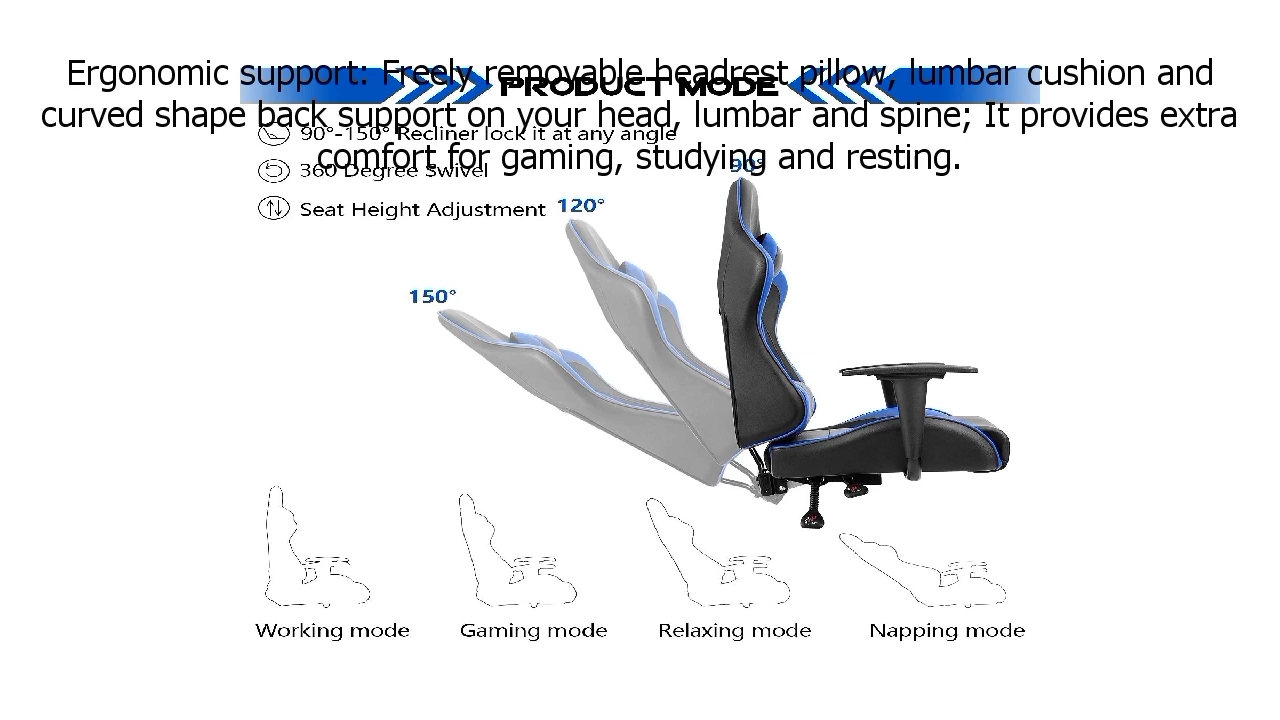 Ergonomic support: Freely removable headrest pillow, lumbar cushion and
PRODUCT MODE
curved shape back support on your head, lumbar and spine; It provides extra
90°-150° Recliner lock it at any angle
comfort for gaming, studying and resting.
90°
360 Degree Swivel
Seat Height Adjustment
120°
150°
Working mode
Gaming mode
Relaxing mode
Napping mode